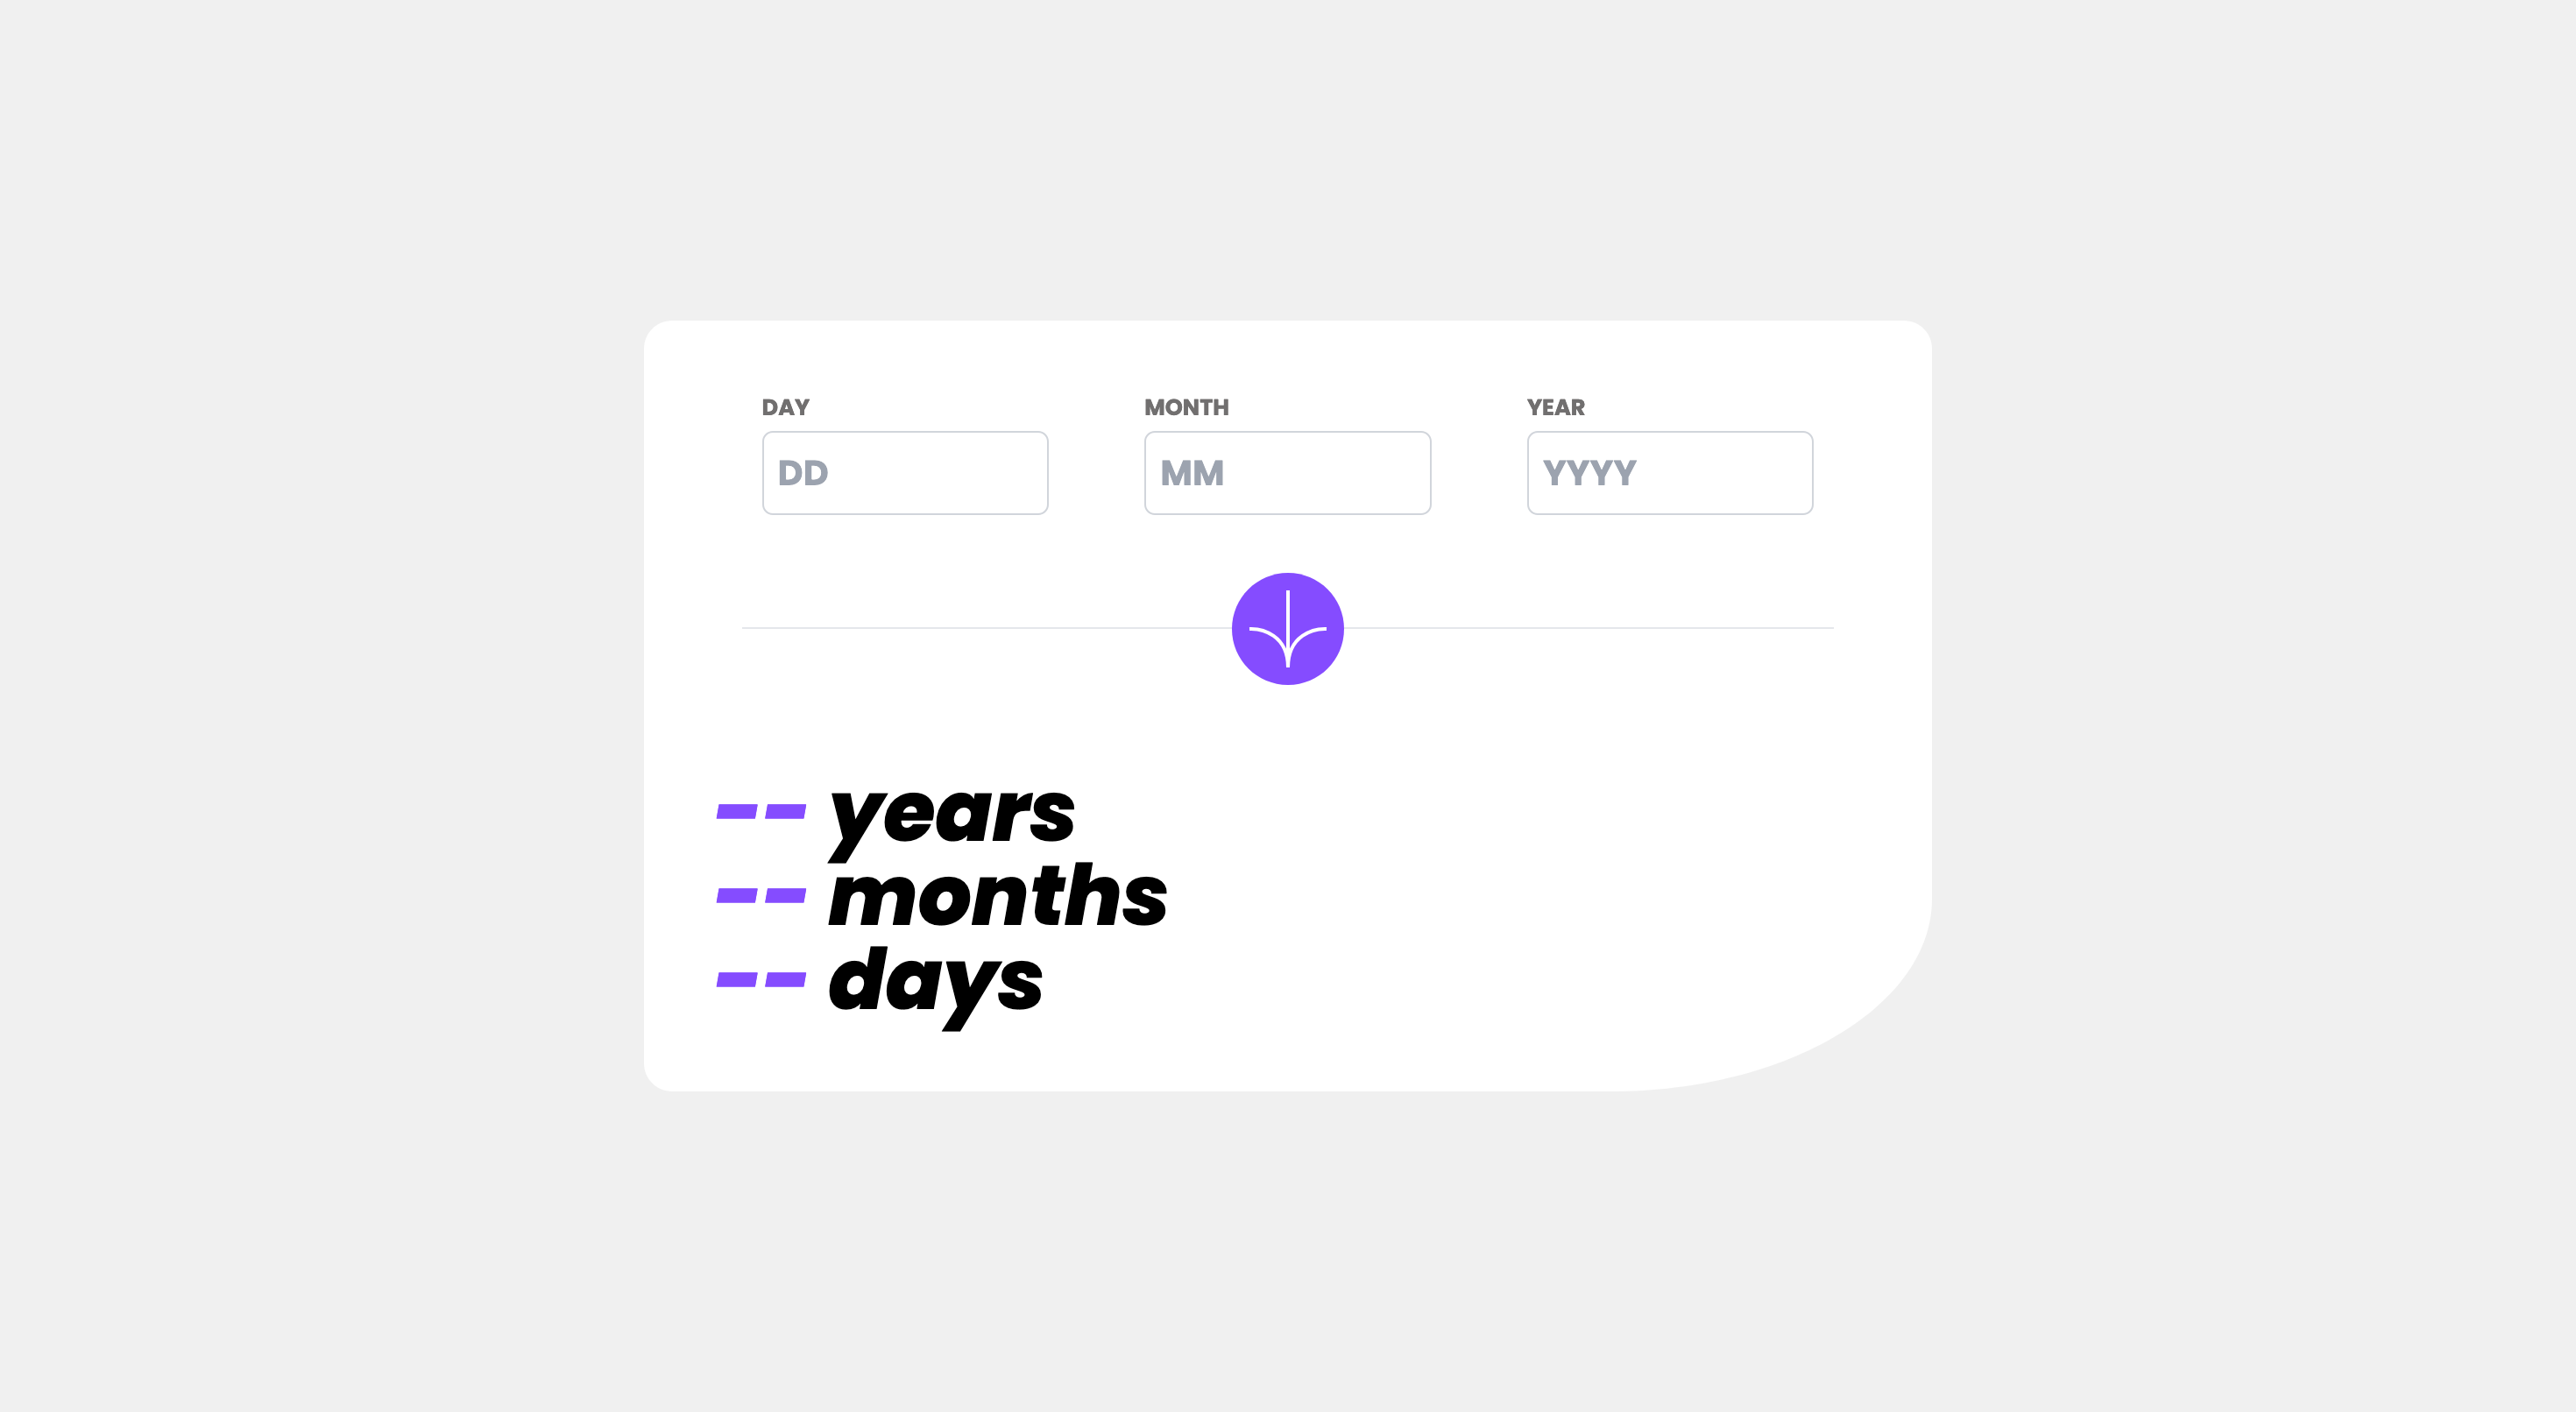 DAY MONTH YEAR
DD MM YYYY
-- years
-- months
-- days